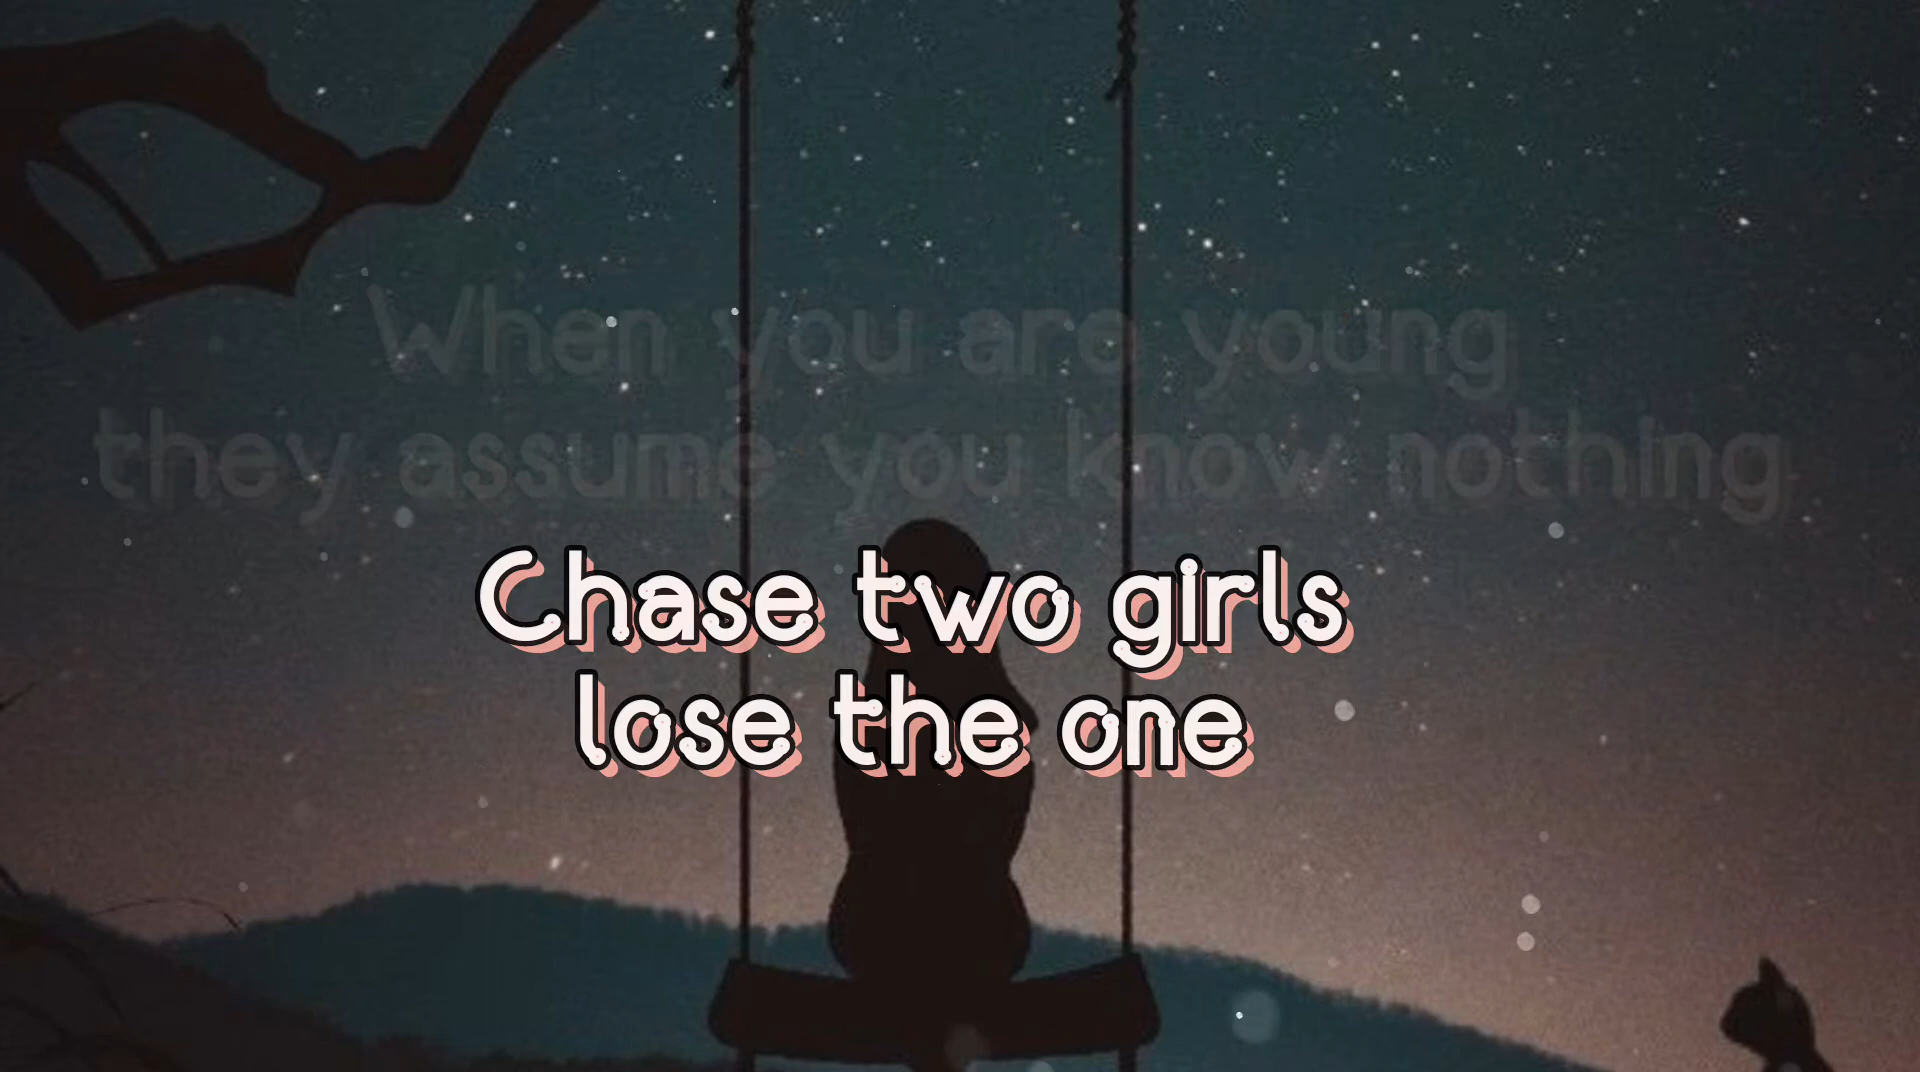 When you are young
they assume you know nothing
Chase two girls
lose the one